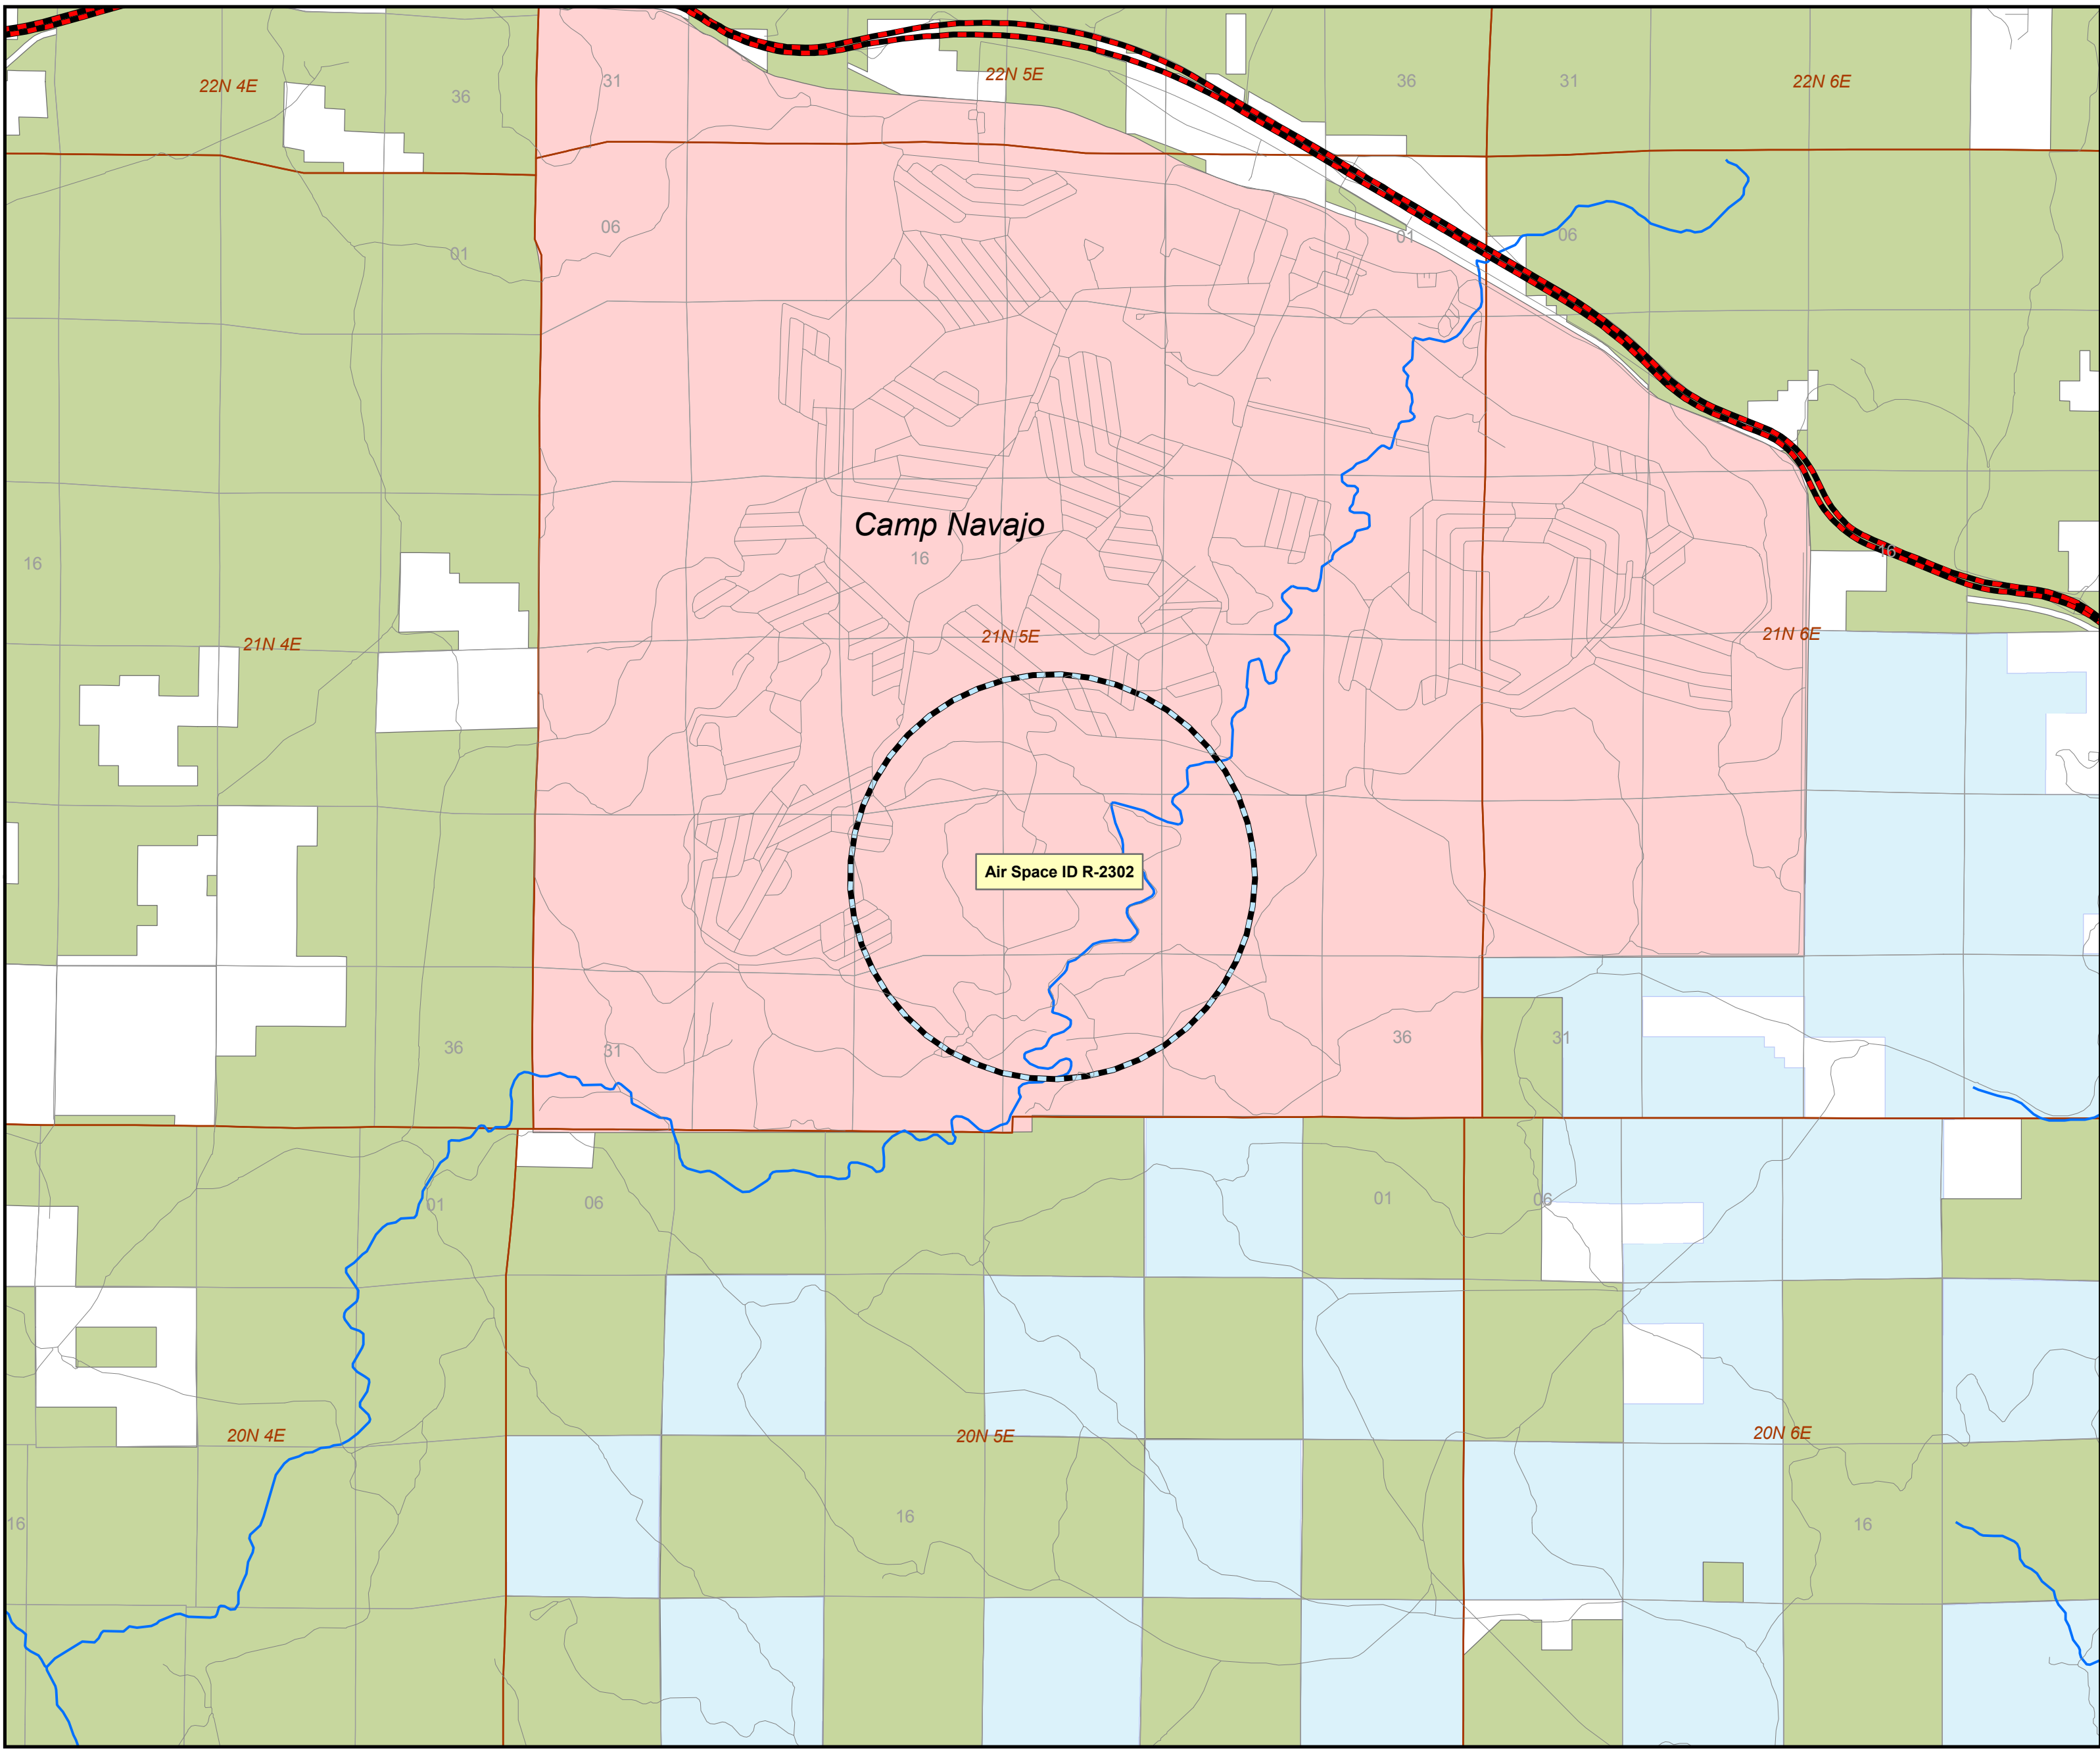 22N 4E
36
31
22N 5E
36
31
22N 6E
01
06
01
06
Camp Navajo
16
16
16
21N 4E
21N 5E
21N 6E
Air Space ID R-2302
36
31
36
31
01
06
01
06
20N 4E
20N 5E
20N 6E
16
16
16